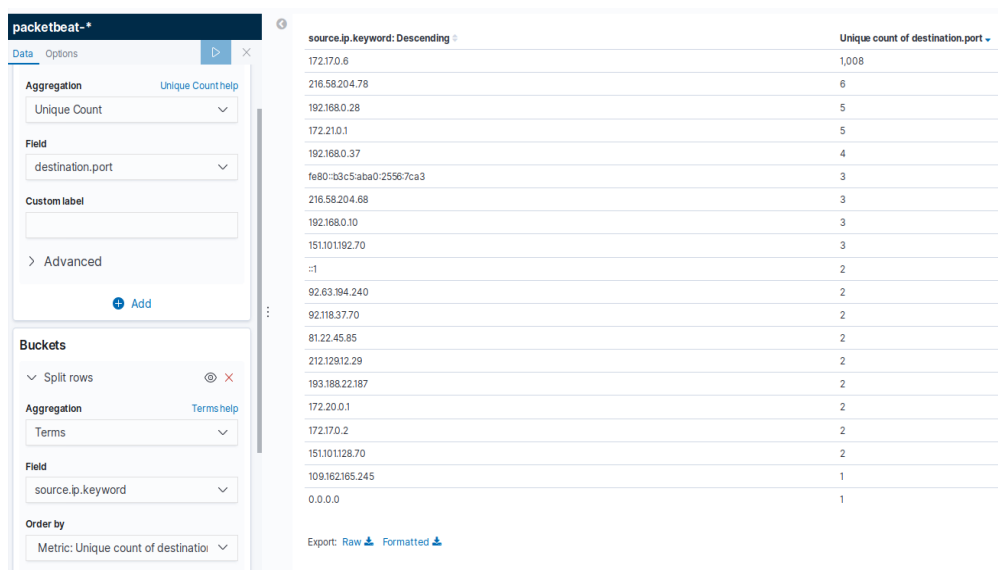 packetbeat-*
Data Options
Aggregation Unique Count help
Unique Count
Field
destination.port
Custom label
Advanced
Add
Buckets
Split rows
Aggregation Terms help
Terms
Field
source.ip.keyword
Order by
Metric: Unique count of destination
source.ip.keyword: Descending Unique count of destination.port
172.17.0.6 1,008
216.58.204.78 6
192.168.0.28 5
172.21.0.1 5
192.168.0.37 4
fe80::b3c5:aba0:2556:7ca3 3
216.58.204.68 3
192.168.0.10 3
151.101.192.70 3
::1 2
92.63.194.240 2
92.118.37.70 2
81.22.45.85 2
212.129.12.29 2
193.188.22.187 2
172.20.0.1 2
172.17.0.2 2
151.101.128.70 2
109.162.165.245 1
0.0.0.0 1
Export: Raw Formatted